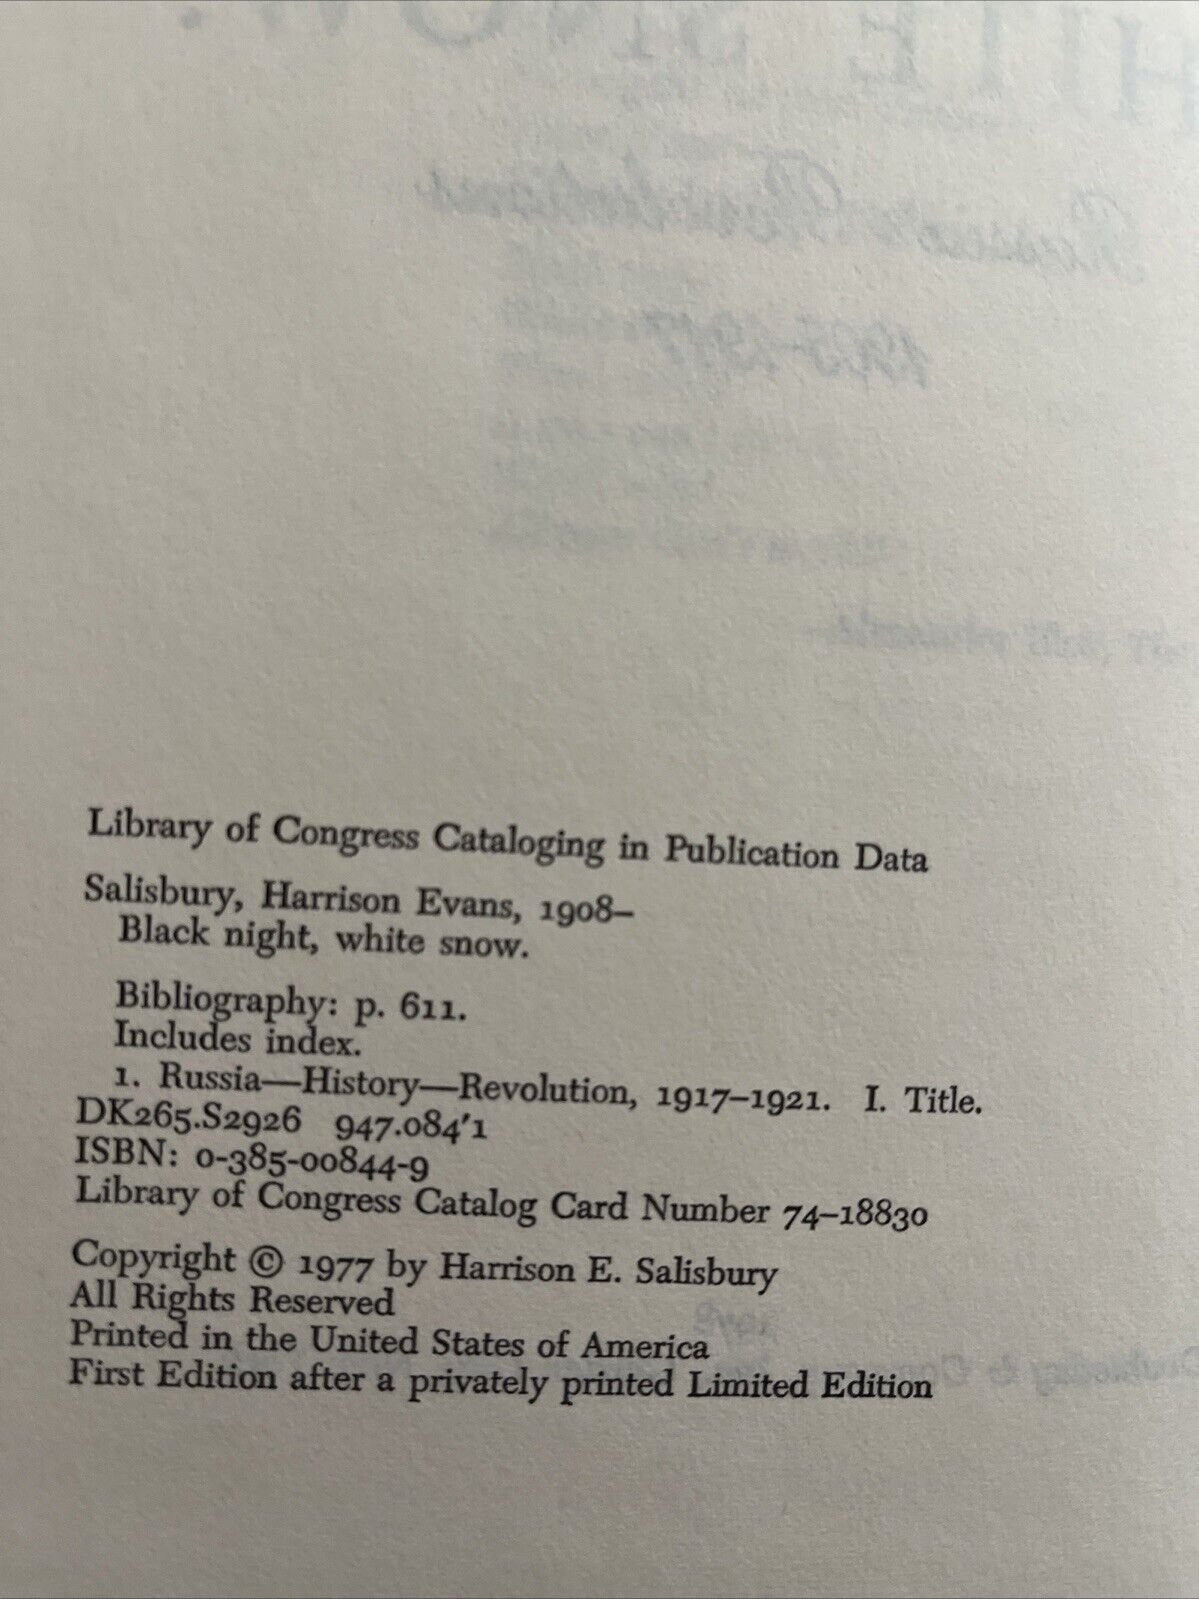 Library of Congress Cataloging in Publication Data
Salisbury, Harrison Evans, 1908–
Black night, white snow.
Bibliography: p. 611.
Includes index.
1. Russia—History—Revolution, 1917–1921. I. Title.
DK265.S2926 947.084′1
ISBN: 0-385-00844-9
Library of Congress Catalog Card Number 74–18830
Copyright © 1977 by Harrison E. Salisbury
All Rights Reserved
Printed in the United States of America
First Edition after a privately printed Limited Edition